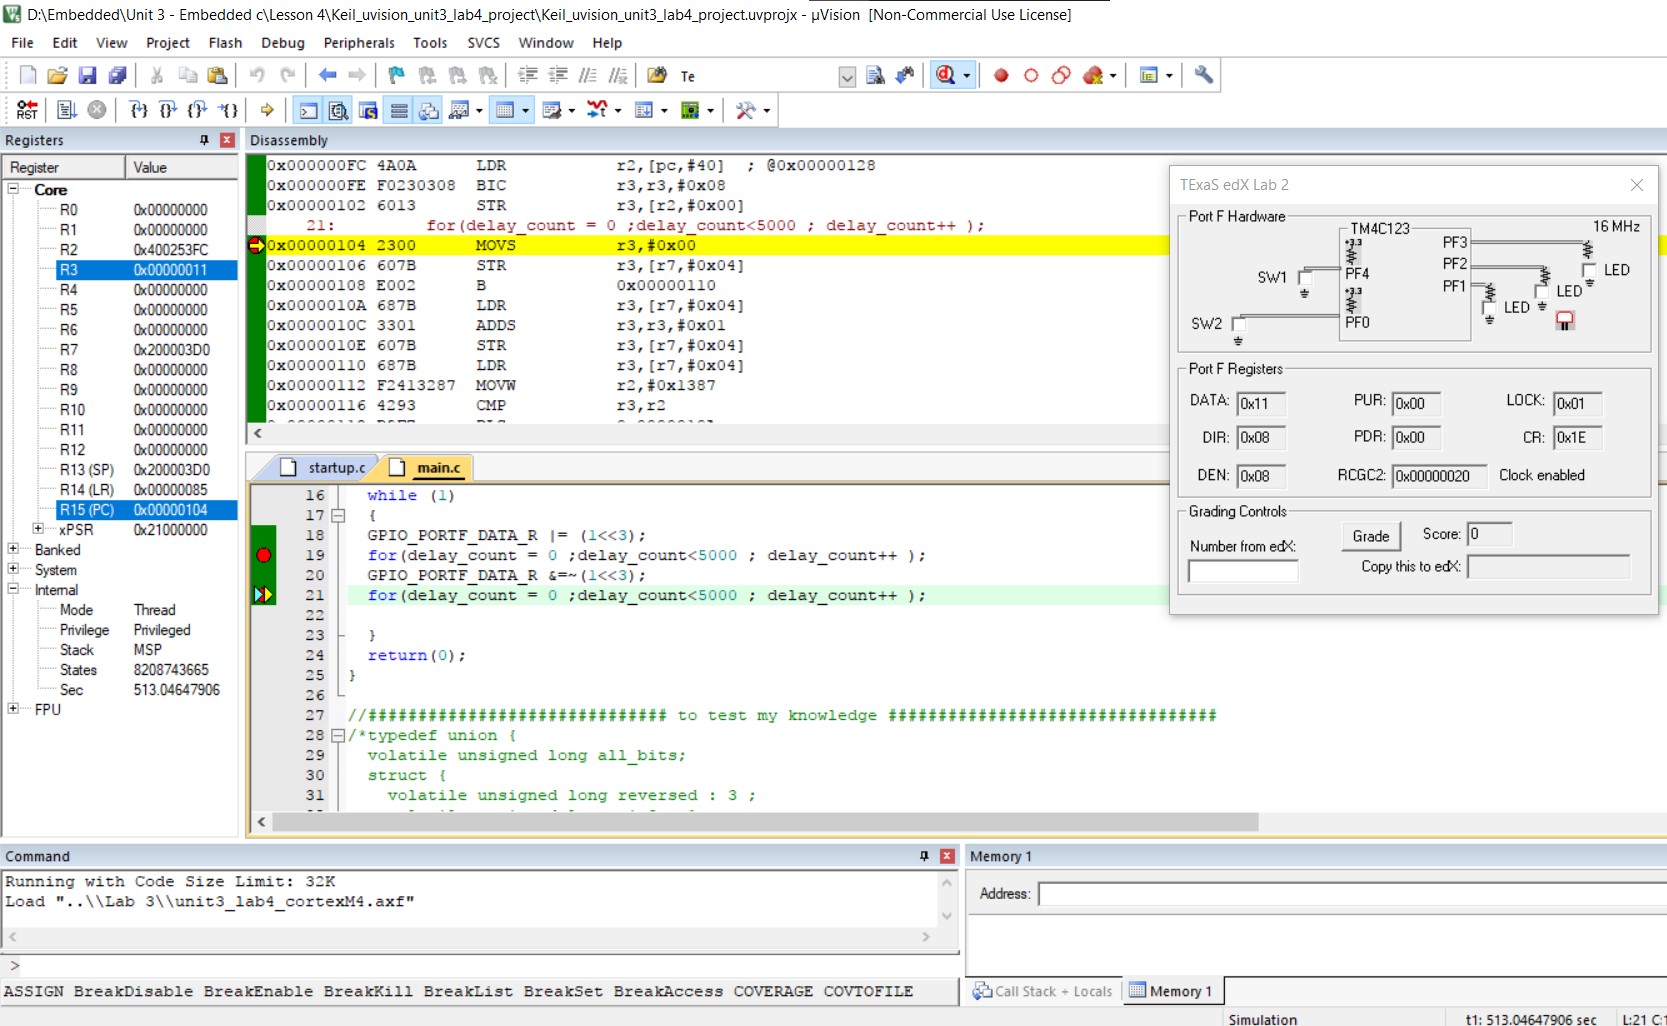 D:\Embedded\Unit 3 - Embedded c\Lesson 4\Keil_uvision_unit3_lab4_project\Keil_uvision_unit3_lab4_project.uvprojx - µVision  [Non-Commercial Use License]
File Edit View Project Flash Debug Peripherals Tools SVCS Window Help
Te
RST
Registers
Register Value
Core
R0 0x00000000
R1 0x00000000
R2 0x400253FC
R3 0x00000011
R4 0x00000000
R5 0x00000000
R6 0x00000000
R7 0x200003D0
R8 0x00000000
R9 0x00000000
R10 0x00000000
R11 0x00000000
R12 0x00000000
R13 (SP) 0x200003D0
R14 (LR) 0x00000085
R15 (PC) 0x00000104
xPSR 0x21000000
Banked
System
Internal
Mode Thread
Privilege Privileged
Stack MSP
States 8208743665
Sec 513.04647906
FPU
Disassembly
0x000000FC 4A0A LDR r2,[pc,#40] ; @0x00000128
0x000000FE F0230308 BIC r3,r3,#0x08
0x00000102 6013 STR r3,[r2,#0x00]
21: for(delay_count = 0 ;delay_count<5000 ; delay_count++ );
0x00000104 2300 MOVS r3,#0x00
0x00000106 607B STR r3,[r7,#0x04]
0x00000108 E002 B 0x00000110
0x0000010A 687B LDR r3,[r7,#0x04]
0x0000010C 3301 ADDS r3,r3,#0x01
0x0000010E 607B STR r3,[r7,#0x04]
0x00000110 687B LDR r3,[r7,#0x04]
0x00000112 F2413287 MOVW r2,#0x1387
0x00000116 4293 CMP r3,r2
startup.c main.c
16 while (1)
17 {
18 GPIO_PORTF_DATA_R |= (1<<3);
19 for(delay_count = 0 ;delay_count<5000 ; delay_count++ );
20 GPIO_PORTF_DATA_R &=~(1<<3);
21 for(delay_count = 0 ;delay_count<5000 ; delay_count++ );
22
23 }
24 return(0);
25 }
26
27 //############################## to test my knowledge #################################
28 /*typedef union {
29 volatile unsigned long all_bits;
30 struct {
31 volatile unsigned long reversed : 3 ;
TExaS edX Lab 2
Port F Hardware
16 MHz
TM4C123
+3.3
PF3
PF2
PF4
PF1
SW1
LED
LED
LED
+3.3
SW2
PF0
Port F Registers
DATA: 0x11 PUR: 0x00 LOCK: 0x01
DIR: 0x08 PDR: 0x00 CR: 0x1E
DEN: 0x08 RCGC2: 0x00000020 Clock enabled
Grading Controls
Number from edX: Grade Score: 0
Copy this to edX:
Command
Running with Code Size Limit: 32K
Load "..\\Lab 3\\unit3_lab4_cortexM4.axf"
>
ASSIGN BreakDisable BreakEnable BreakKill BreakList BreakSet BreakAccess COVERAGE COVTOFILE
Memory 1
Address:
Call Stack + Locals Memory 1
Simulation t1: 513.04647906 sec L:21 C: